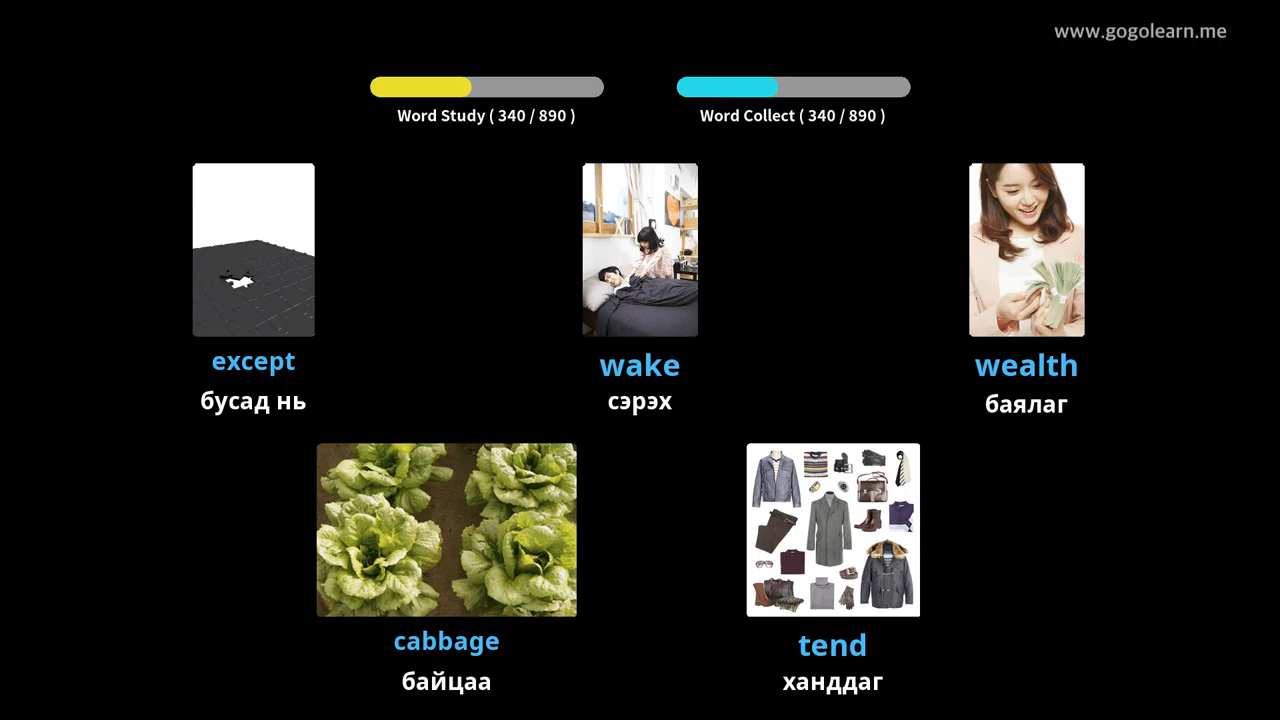 www.gogolearn.me
Word Study ( 340 / 890 )
Word Collect ( 340 / 890 )
except
бусад нь
wake
сэрэх
wealth
баялаг
cabbage
байцаа
tend
ханддаг